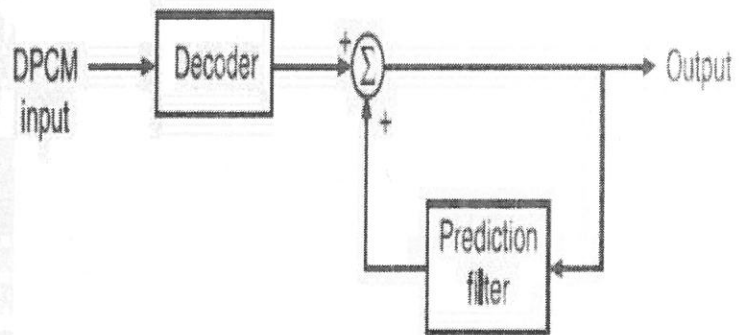 DPCM
input
Decoder
+
Σ
Output
+
Prediction
filter